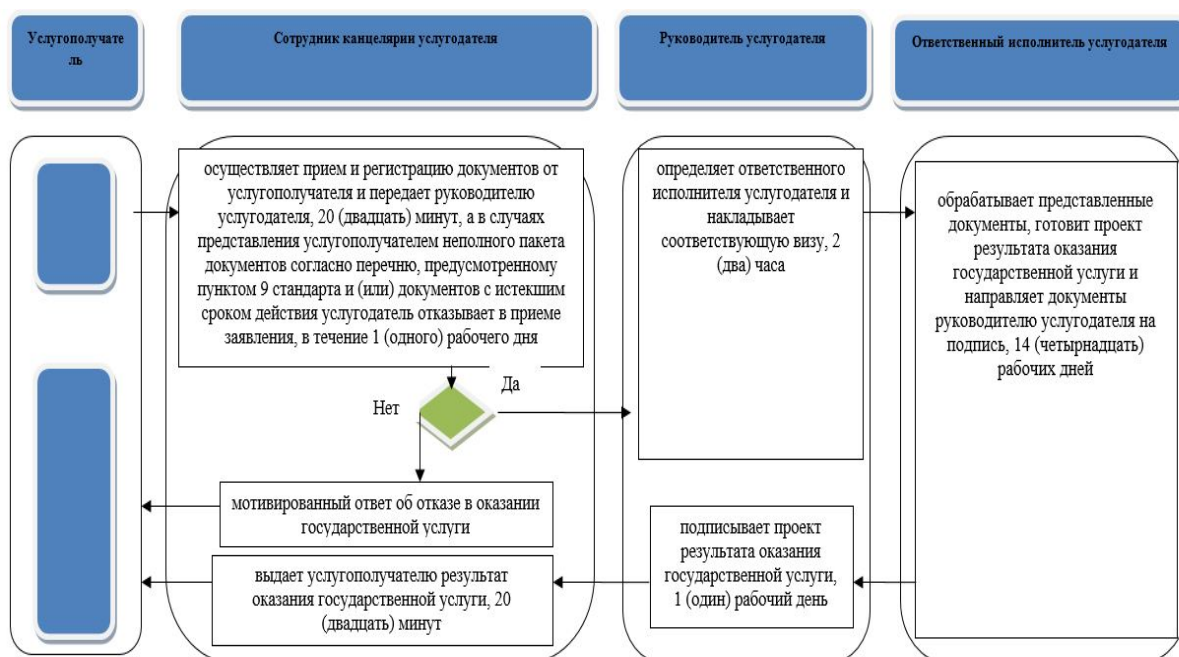 Услугополучате
ль
Сотрудник канцелярии услугодателя
Руководитель услугодателя
Ответственный исполнитель услугодателя
осуществляет прием и регистрацию документов от
услугополучателя и передает руководителю
услугодателя, 20 (двадцать) минут, а в случаях
представления услугополучателем неполного пакета
документов согласно перечню, предусмотренному
пунктом 9 стандарта и (или) документов с истекшим
сроком действия услугодатель отказывает в приеме
заявления, в течение 1 (одного) рабочего дня
определяет ответственного
исполнителя услугодателя и
накладывает
соответствующую визу, 2
(два) часа
обрабатывает представленные
документы, готовит проект
результата оказания
государственной услуги и
направляет документы
руководителю услугодателя на
подпись, 14 (четырнадцать)
рабочих дней
Да
Нет
мотивированный ответ об отказе в оказании
государственной услуги
подписывает проект
результата оказания
государственной услуги,
1 (один) рабочий день
выдает услугополучателю результат
оказания государственной услуги, 20
(двадцать) минут